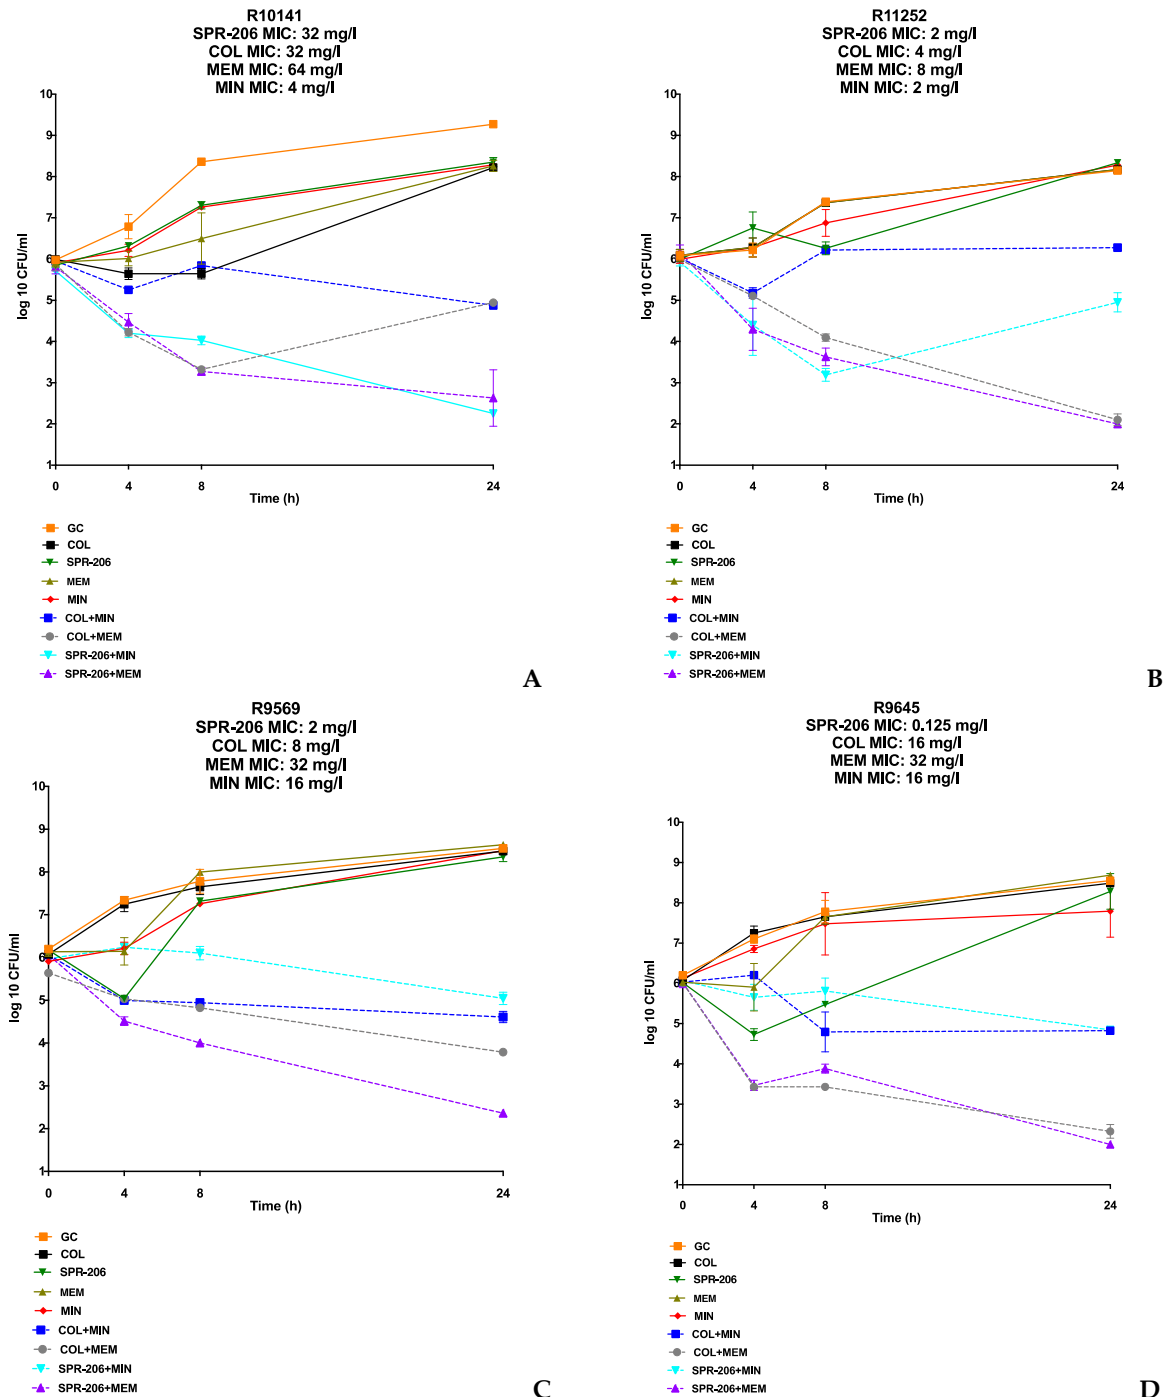 R10141
SPR-206 MIC: 32 mg/l
COL MIC: 32 mg/l
MEM MIC: 64 mg/l
MIN MIC: 4 mg/l
10
9
8
7
6
5
4
3
2
1
log 10 CFU/ml
0
4
8
24
Time (h)
GC
COL
SPR-206
MEM
MIN
COL+MIN
COL+MEM
SPR-206+MIN
SPR-206+MEM
A
R11252
SPR-206 MIC: 2 mg/l
COL MIC: 4 mg/l
MEM MIC: 8 mg/l
MIN MIC: 2 mg/l
10
9
8
7
6
5
4
3
2
1
log 10 CFU/ml
0
4
8
24
Time (h)
GC
COL
SPR-206
MEM
MIN
COL+MIN
COL+MEM
SPR-206+MIN
SPR-206+MEM
B
R9569
SPR-206 MIC: 2 mg/l
COL MIC: 8 mg/l
MEM MIC: 32 mg/l
MIN MIC: 16 mg/l
10
9
8
7
6
5
4
3
2
1
log 10 CFU/ml
0
4
8
24
Time (h)
GC
COL
SPR-206
MEM
MIN
COL+MIN
COL+MEM
SPR-206+MIN
SPR-206+MEM
C
R9645
SPR-206 MIC: 0.125 mg/l
COL MIC: 16 mg/l
MEM MIC: 32 mg/l
MIN MIC: 16 mg/l
10
9
8
7
6
5
4
3
2
1
log 10 CFU/ml
0
4
8
24
Time (h)
GC
COL
SPR-206
MEM
MIN
COL+MIN
COL+MEM
SPR-206+MIN
SPR-206+MEM
D